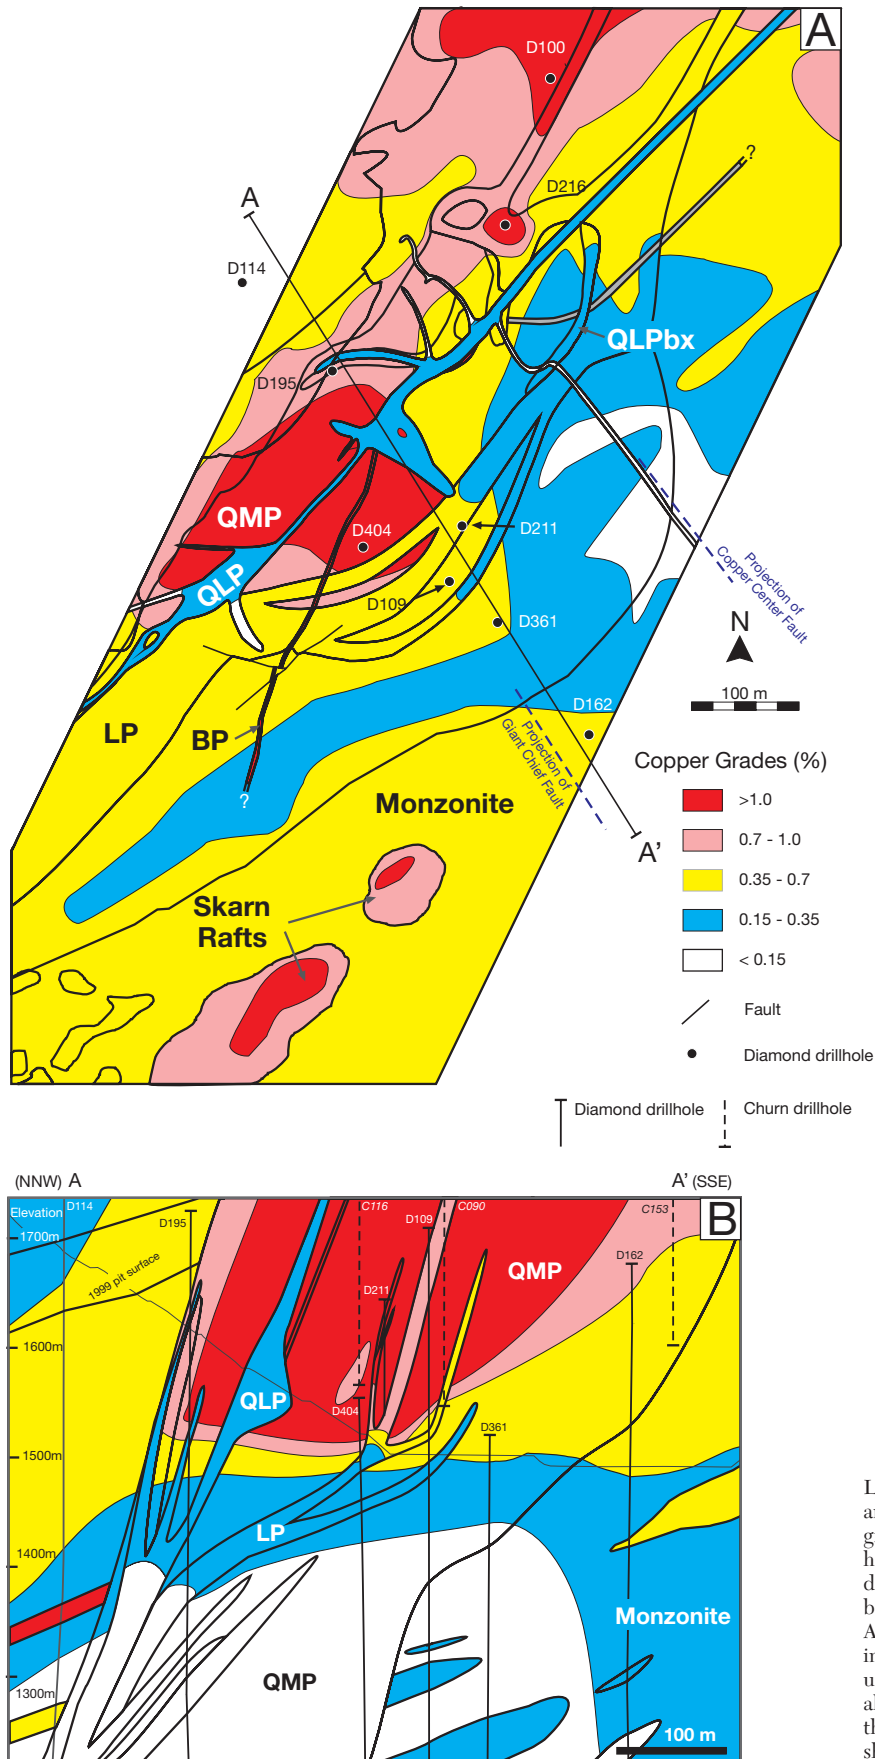 A
D100
?
D216
A
D114
QLPbx
D195
QMP
D404
D211
QLP
D109
Projection of
Copper Center Fault
D361
N
100 m
D162
LP
BP
Projection of
Giant Chief Fault
Copper Grades (%)
?
Monzonite
>1.0
0.7 - 1.0
A’
0.35 - 0.7
Skarn
Rafts
0.15 - 0.35
< 0.15
Fault
Diamond drillhole
Diamond drillhole
Churn drillhole
(NNW) A
A’ (SSE)
Elevation
D114
D195
C116
D109
C090
C153
B
1700m
D162
1999 pit surface
QMP
D211
1600m
QLP
D404
D361
1500m
LP
1400m
Monzonite
QMP
1300m
100 m
L
g
h
d
b
A
u